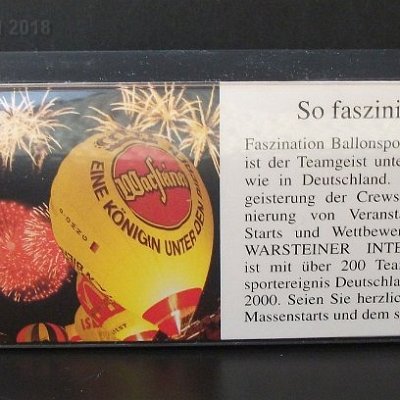 2018
So faszini
Faszination Ballonspo
ist der Teamgeist unte
wie in Deutschland.
geisterung der Crews
nierung von Veransta
Starts und Wettbewer
WARSTEINER INTE
ist mit über 200 Team
sportereignis Deutschla
2000. Seien Sie herzlic
Massenstarts und dem s
Warsteiner
EINE KÖNIGIN UNTER DEN